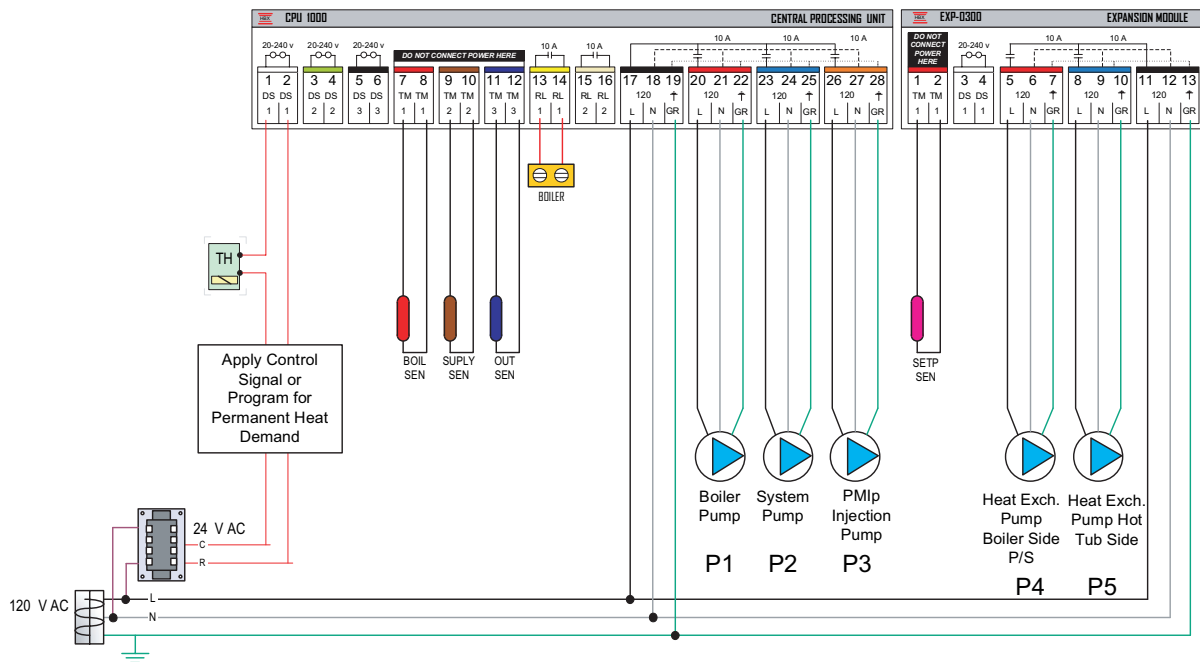 HBX CPU 1000 CENTRAL PROCESSING UNIT
HBX EXP-0300 EXPANSION MODULE
20-240 v 20-240 v 20-240 v DO NOT CONNECT POWER HERE 10 A 10 A 10 A 10 A 10 A
1 2 3 4 5 6 7 8 9 10 11 12 13 14 15 16 17 18 19 20 21 22 23 24 25 26 27 28
DS DS DS DS DS DS TM TM TM TM TM TM RL RL RL RL 120 120 120 120
1 1 2 2 3 3 1 1 2 2 3 3 1 1 2 2 L N GR L N GR L N GR L N GR
DO NOT
CONNECT
POWER
HERE
20-240 v 10 A 10 A
1 2 3 4 5 6 7 8 9 10 11 12 13
TM TM DS DS 120 120 120
1 1 1 1 L N GR L N GR L N GR
BOILER
TH
BOIL
SEN
SUPLY
SEN
OUT
SEN
SETP
SEN
Apply Control
Signal or
Program for
Permanent Heat
Demand
Boiler
Pump
P1
System
Pump
P2
PMIp
Injection
Pump
P3
Heat Exch.
Pump
Boiler Side
P/S
P4
Heat Exch.
Pump Hot
Tub Side
P5
24 V AC
C
R
120 V AC
L
N